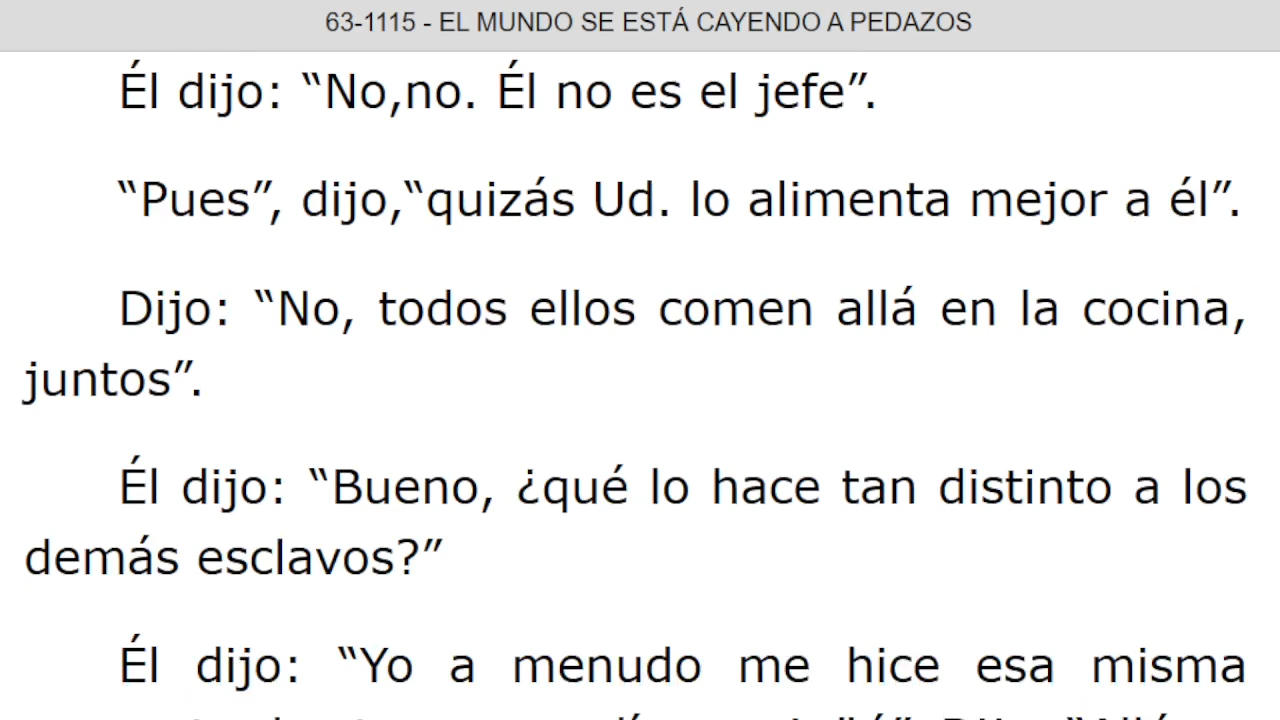 63-1115 - EL MUNDO SE ESTÁ CAYENDO A PEDAZOS
Él dijo: “No,no. Él no es el jefe”.
“Pues”, dijo,“quizás Ud. lo alimenta mejor a él”.
Dijo: “No, todos ellos comen allá en la cocina,
juntos”.
Él dijo: “Bueno, ¿qué lo hace tan distinto a los
demás esclavos?”
Él dijo: “Yo a menudo me hice esa misma